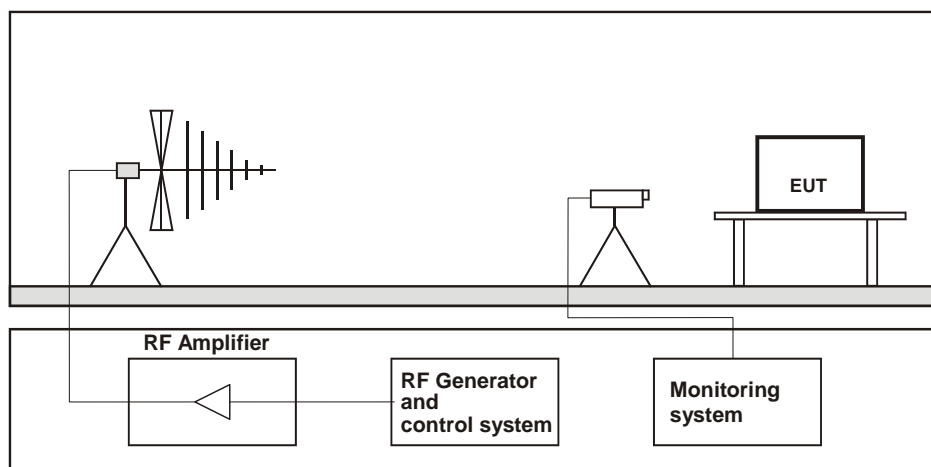 EUT
RF Amplifier
RF Generator
and
control system
Monitoring
system